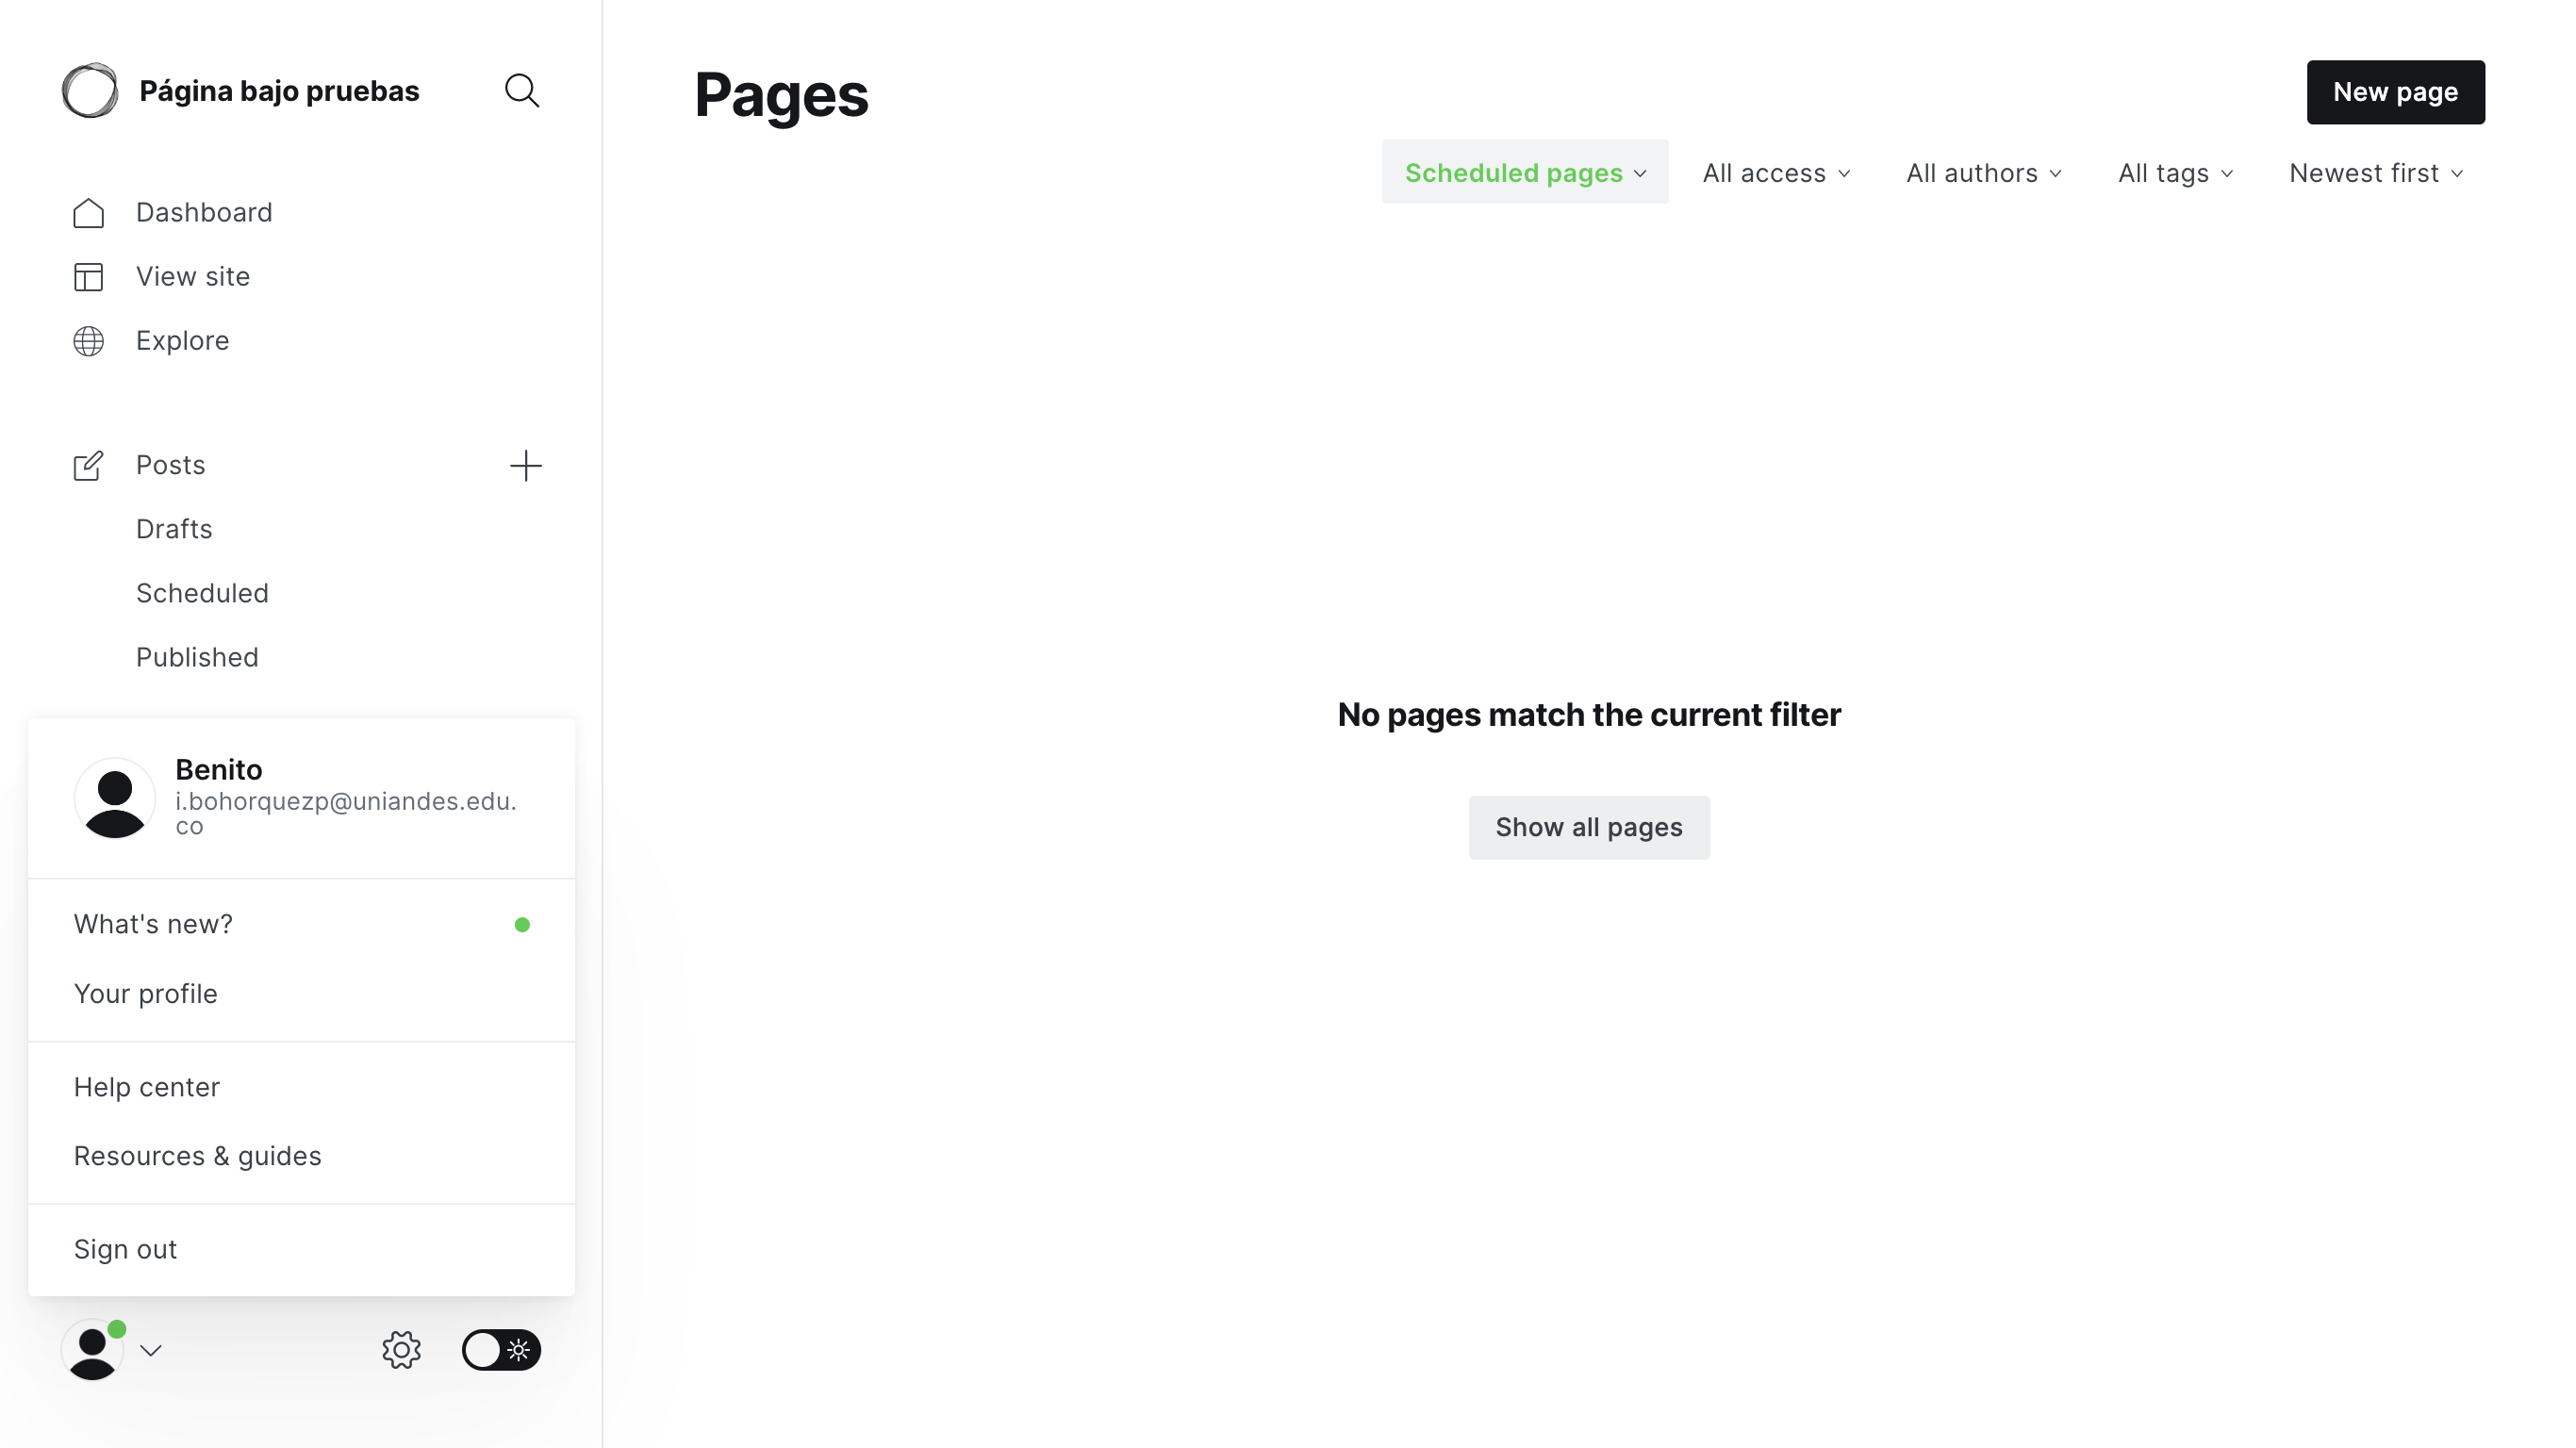 Página bajo pruebas
Dashboard
View site
Explore
Posts
Drafts
Scheduled
Published
Benito
i.bohorquezp@uniandes.edu.
co
What's new?
Your profile
Help center
Resources & guides
Sign out
Pages
New page
Scheduled pages
All access
All authors
All tags
Newest first
No pages match the current filter
Show all pages